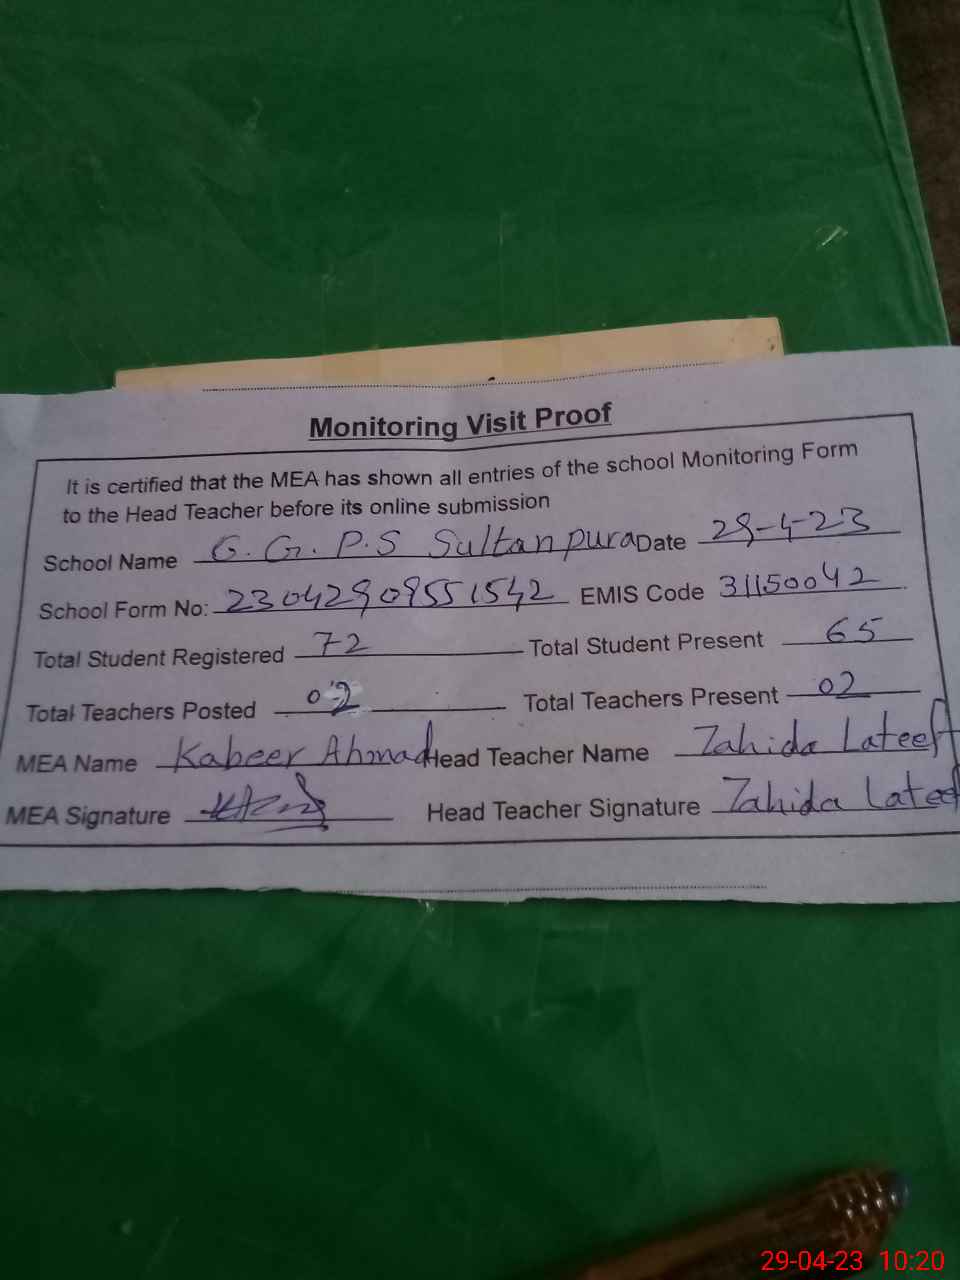 Monitoring Visit Proof
It is certified that the MEA has shown all entries of the school Monitoring Form
to the Head Teacher before its online submission
School Name G.G.P.S Sultanpura Date 29-4-23
School Form No: 23042909551542 EMIS Code 31150042
Total Student Registered 72 Total Student Present 65
Total Teachers Posted 02 Total Teachers Present 02
MEA Name Kabeer Ahmad Head Teacher Name Zahida Lateef
MEA Signature Head Teacher Signature Zahida Lateef
29-04-23 10:20